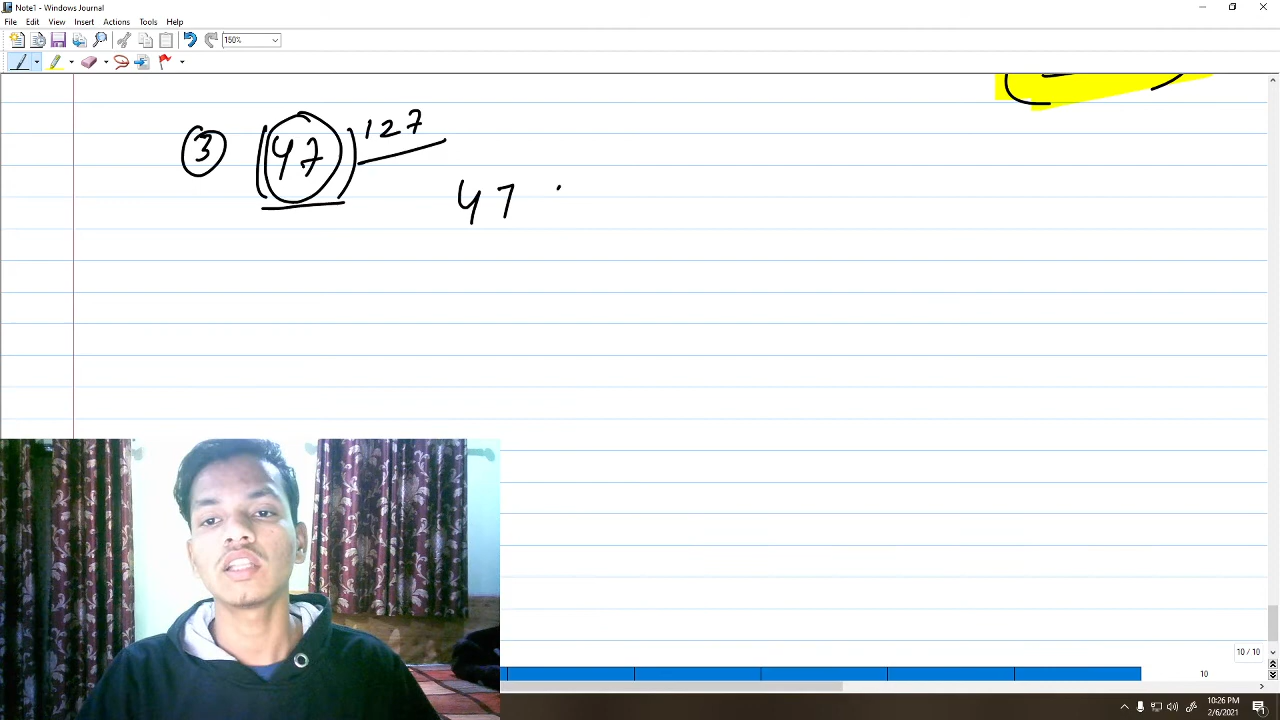 Note1 - Windows Journal
File Edit View Insert Actions Tools Help
150%
③ (47)¹²⁷
47
10 / 10
10
10:26 PM
2/6/2021